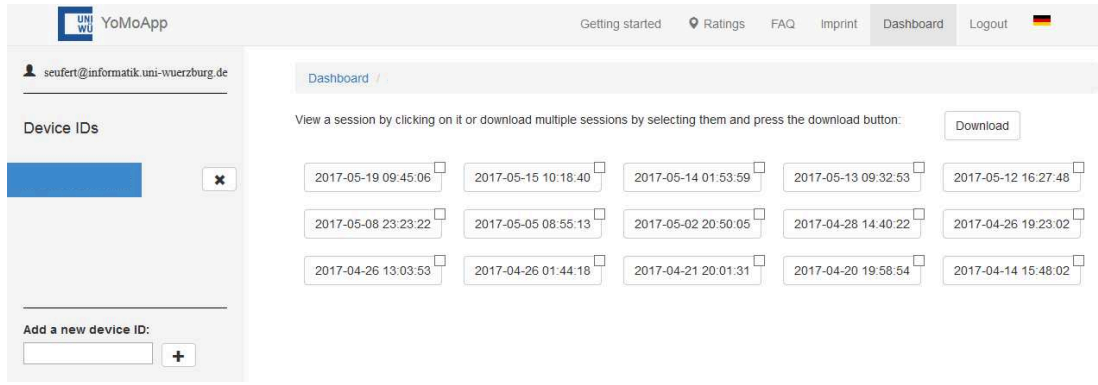 UNI WÜ YoMoApp Getting started Ratings FAQ Imprint Dashboard Logout
seufert@informatik.uni-wuerzburg.de
Dashboard /
Device IDs
View a session by clicking on it or download multiple sessions by selecting them and press the download button:
Download
2017-05-19 09:45:06 2017-05-15 10:18:40 2017-05-14 01:53:59 2017-05-13 09:32:53 2017-05-12 16:27:48
2017-05-08 23:23:22 2017-05-05 08:55:13 2017-05-02 20:50:05 2017-04-28 14:40:22 2017-04-26 19:23:02
2017-04-26 13:03:53 2017-04-26 01:44:18 2017-04-21 20:01:31 2017-04-20 19:58:54 2017-04-14 15:48:02
Add a new device ID: